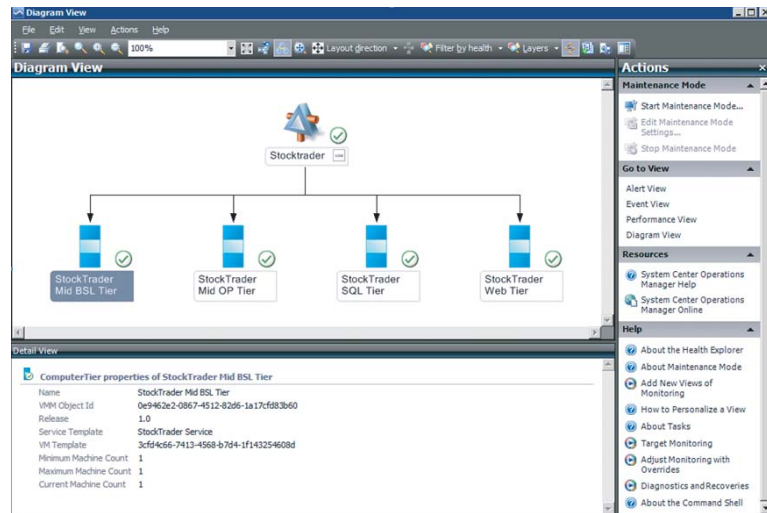 Diagram View
File Edit View Actions Help
100% Layout direction Filter by health Layers
Diagram View
Stocktrader
StockTrader
Mid BSL Tier
StockTrader
Mid OP Tier
StockTrader
SQL Tier
StockTrader
Web Tier
Detail View
ComputerTier properties of StockTrader Mid BSL Tier
Name StockTrader Mid BSL Tier
VMM Object Id 0e9462e2-0867-4512-82d6-1a17cfd83b60
Release 1.0
Service Template StockTrader Service
VM Template 3cfd4c66-7413-4568-b7d4-1f143254608d
Minimum Machine Count 1
Maximum Machine Count 1
Current Machine Count 1
Actions
Maintenance Mode
Start Maintenance Mode...
Edit Maintenance Mode
Settings...
Stop Maintenance Mode
Go to View
Alert View
Event View
Performance View
Diagram View
Resources
System Center Operations
Manager Help
System Center Operations
Manager Online
Help
About the Health Explorer
About Maintenance Mode
Add New Views of
Monitoring
How to Personalize a View
About Tasks
Target Monitoring
Adjust Monitoring with
Overrides
Diagnostics and Recoveries
About the Command Shell